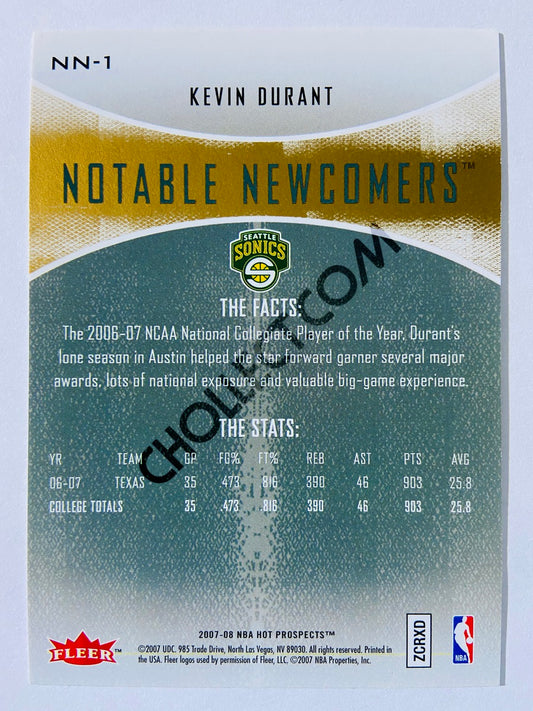 NN-1
KEVIN DURANT
NOTABLE NEWCOMERS™
SEATTLE
SONICS
THE FACTS:
The 2006-07 NCAA National Collegiate Player of the Year, Durant's
lone season in Austin helped the star forward garner several major
awards, lots of national exposure and valuable big-game experience.
THE STATS:
YR TEAM GP FG% FT% REB AST PTS AVG
06-07 TEXAS 35 .473 .816 390 46 903 25.8
COLLEGE TOTALS 35 .473 .816 390 46 903 25.8
CHOLLECT.COM
2007-08 NBA HOT PROSPECTS™
©2007 UDC. 985 Trade Drive, North Las Vegas, NV 89030. All rights reserved. Printed in
the USA. Fleer logos used by permission of Fleer, LLC. ©2007 NBA Properties, Inc.
FLEER™
ZCRXD
NBA